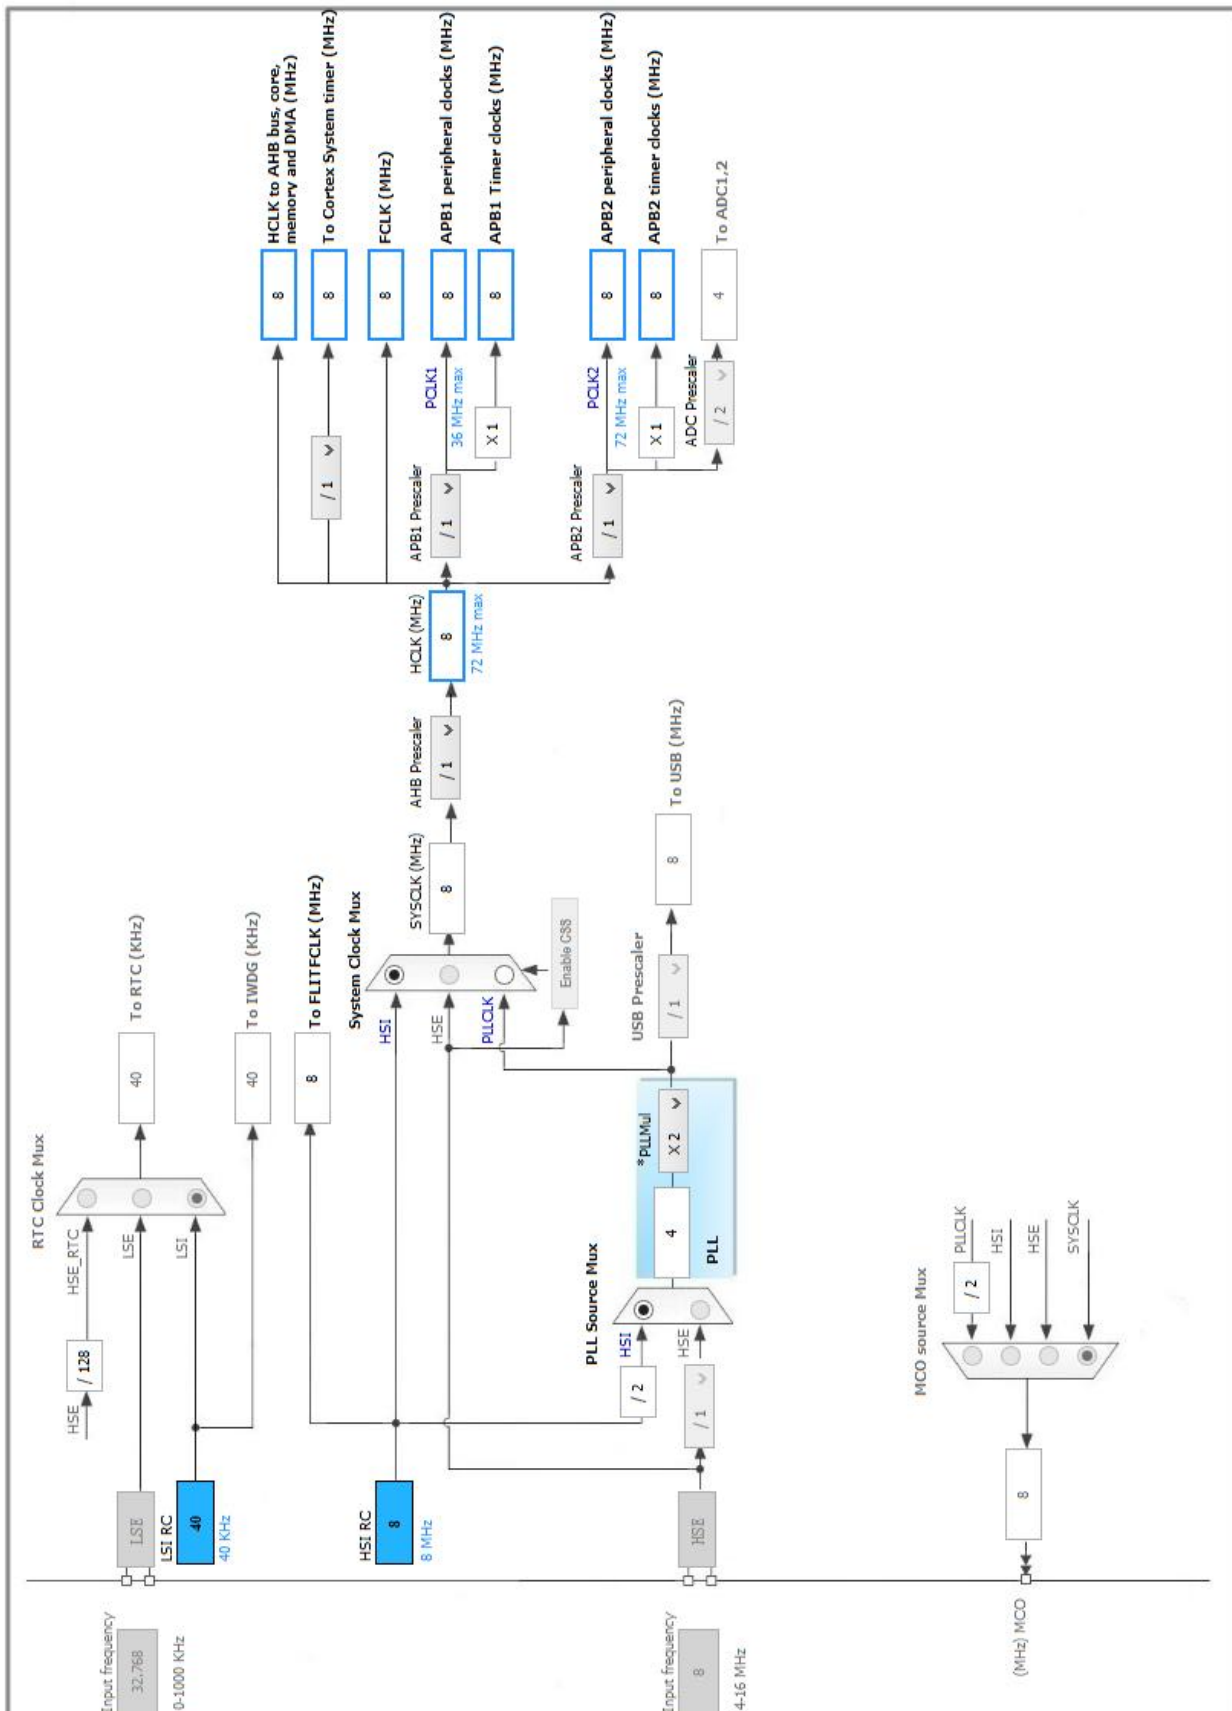 Input frequency
32.768
0-1000 KHz
LSE
LSI RC
40
40 KHz
HSE
/ 128
HSE_RTC
LSE
LSI
RTC Clock Mux
40
To RTC (KHz)
40
To IWDG (KHz)
HSI RC
8
8 MHz
8
To FLITFCLK (MHz)
System Clock Mux
HSI
HSE
PLLCLK
Enable CSS
SYSCLK (MHz)
8
AHB Prescaler
/ 1
HCLK (MHz)
8
72 MHz max
8
HCLK to AHB bus, core,
memory and DMA (MHz)
/ 1
8
To Cortex System timer (MHz)
8
FCLK (MHz)
APB1 Prescaler
/ 1
PCLK1
36 MHz max
8
APB1 peripheral clocks (MHz)
X 1
8
APB1 Timer clocks (MHz)
APB2 Prescaler
/ 1
PCLK2
72 MHz max
8
APB2 peripheral clocks (MHz)
X 1
8
APB2 timer clocks (MHz)
ADC Prescaler
/ 2
4
To ADC1,2
Input frequency
8
4-16 MHz
HSE
/ 2
/ 1
PLL Source Mux
HSI
HSE
4
*PLLMul
X 2
PLL
USB Prescaler
/ 1
8
To USB (MHz)
MCO source Mux
PLLCLK
/ 2
HSI
HSE
SYSCLK
8
(MHz) MCO